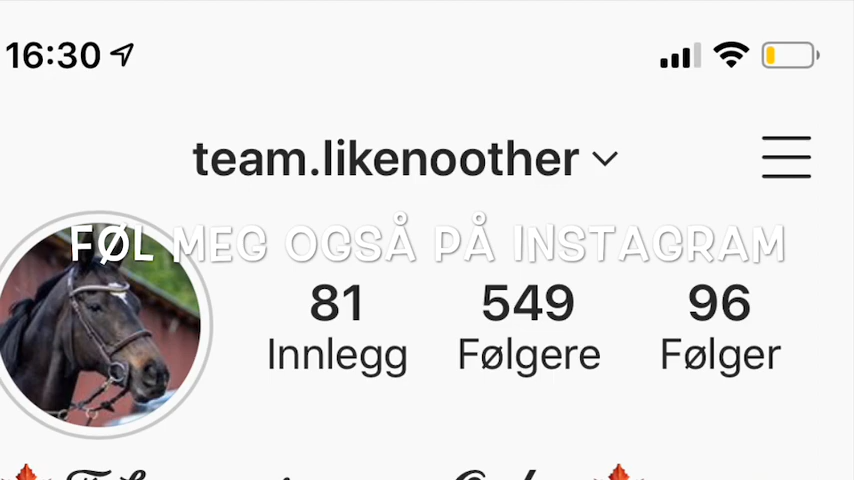 16:30
team.likenoother
FØL MEG OGSÅ PÅ INSTAGRAM
81 549 96
Innlegg Følgere Følger